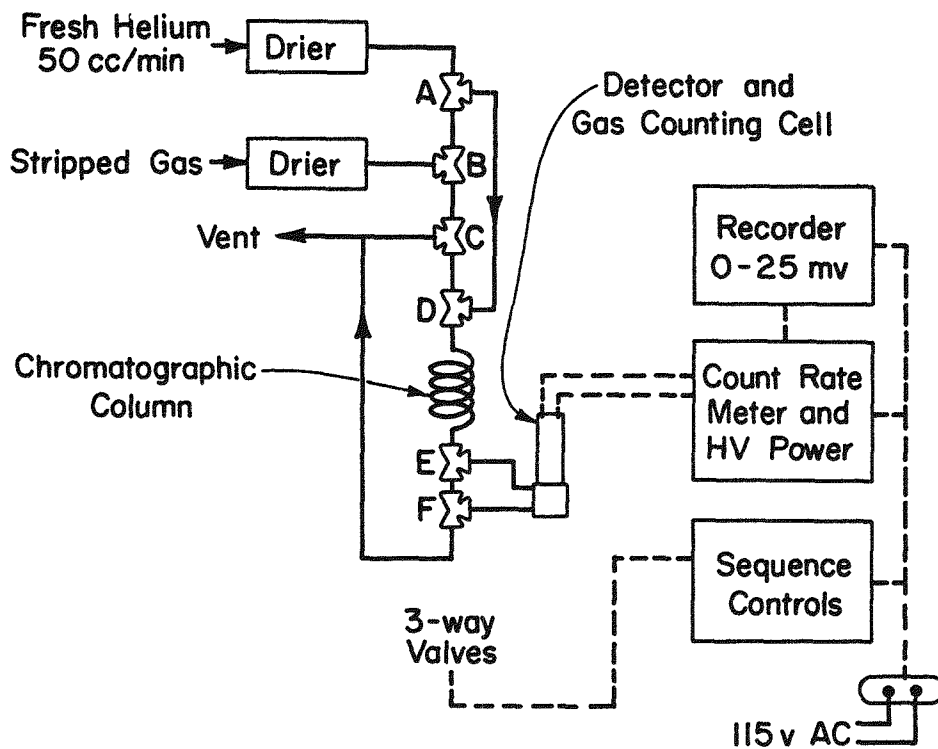 Fresh Helium
50 cc/min
Drier
A
Stripped Gas
Drier
B
Vent
C
D
Chromatographic
Column
E
F
Detector and
Gas Counting Cell
Recorder
0-25 mv
Count Rate
Meter and
HV Power
Sequence
Controls
3-way
Valves
115 v AC